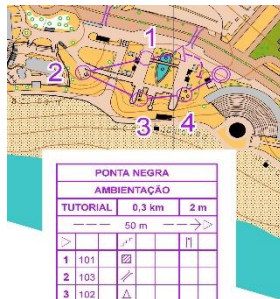 1
2
3 4
PONTA NEGRA
AMBIENTAÇÃO
TUTORIAL 0,3 km 2 m
50 m
1 101
2 103
3 102